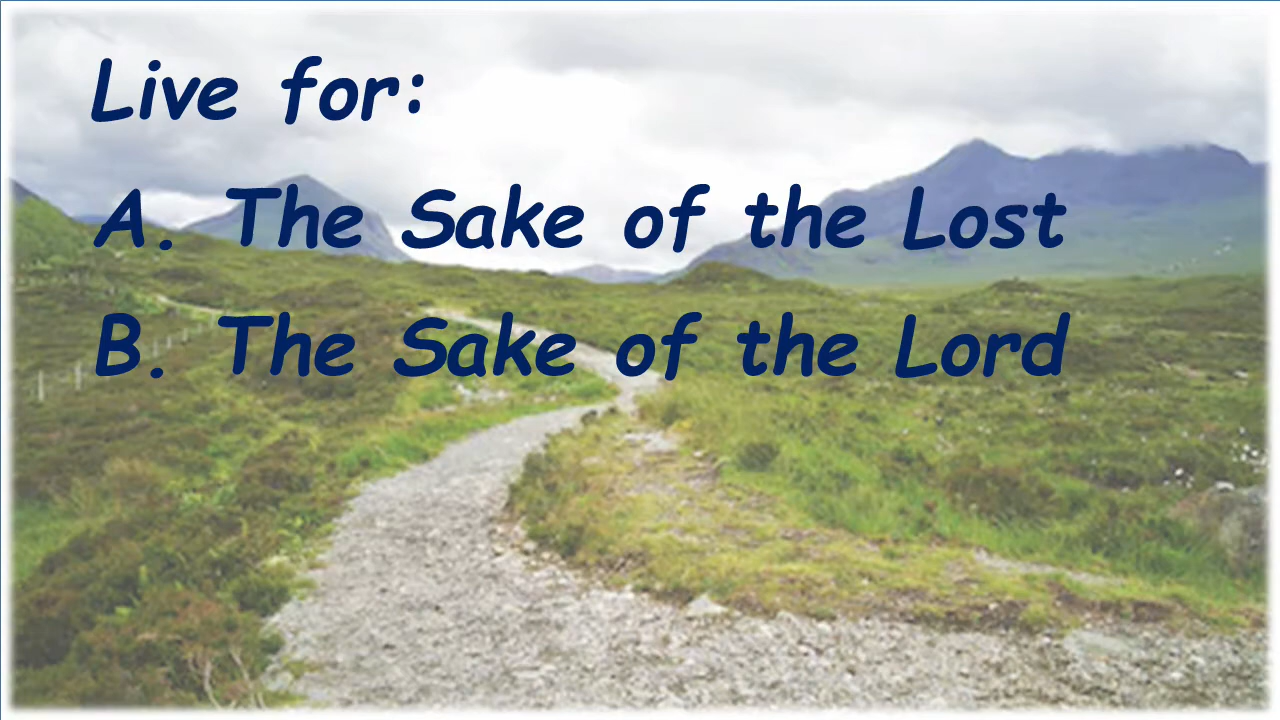 Live for:
A. The Sake of the Lost
B. The Sake of the Lord